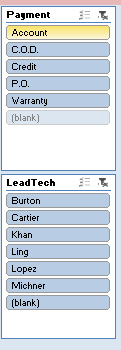 Payment
Account
C.O.D.
Credit
P.O.
Warranty
(blank)
LeadTech
Burton
Cartier
Khan
Ling
Lopez
Michner
(blank)